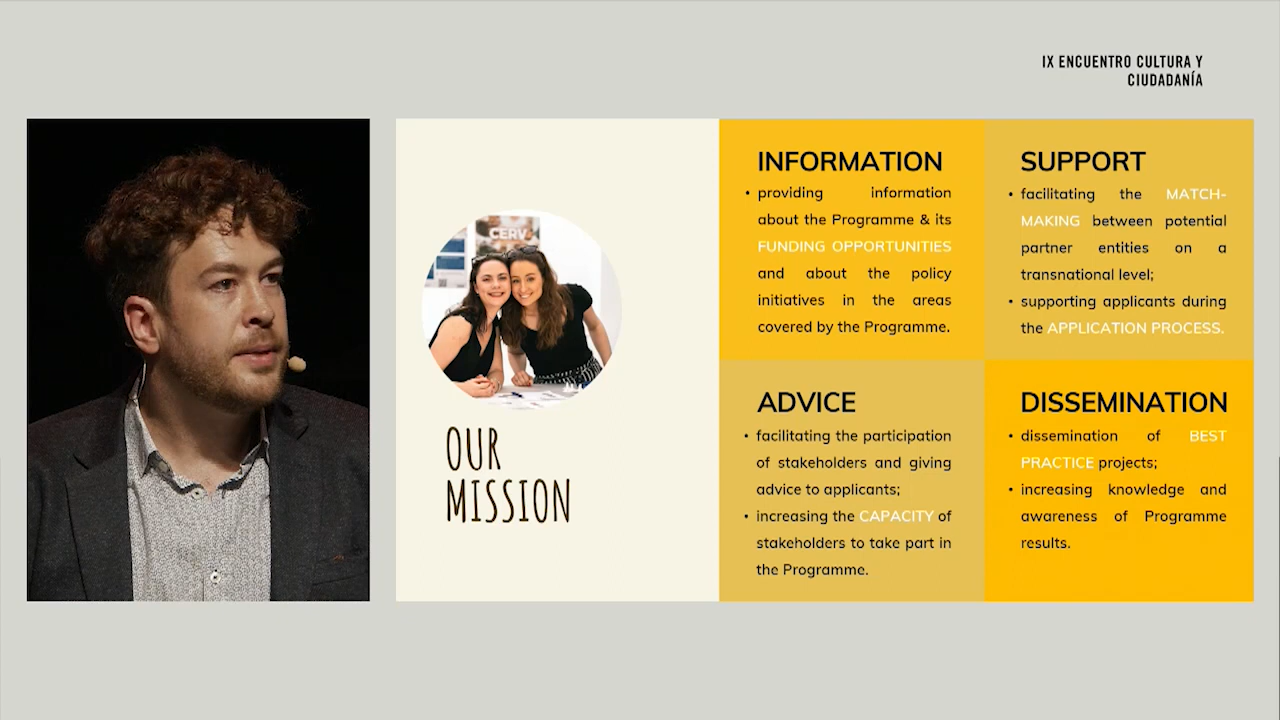 IX ENCUENTRO CULTURA Y
CIUDADANÍA
CERV
OUR
MISSION
INFORMATION
• providing information
about the Programme & its
FUNDING OPPORTUNITIES
and about the policy
initiatives in the areas
covered by the Programme.
SUPPORT
• facilitating the MATCH-
MAKING between potential
partner entities on a
transnational level;
• supporting applicants during
the APPLICATION PROCESS.
ADVICE
• facilitating the participation
of stakeholders and giving
advice to applicants;
• increasing the CAPACITY of
stakeholders to take part in
the Programme.
DISSEMINATION
• dissemination of BEST
PRACTICE projects;
• increasing knowledge and
awareness of Programme
results.